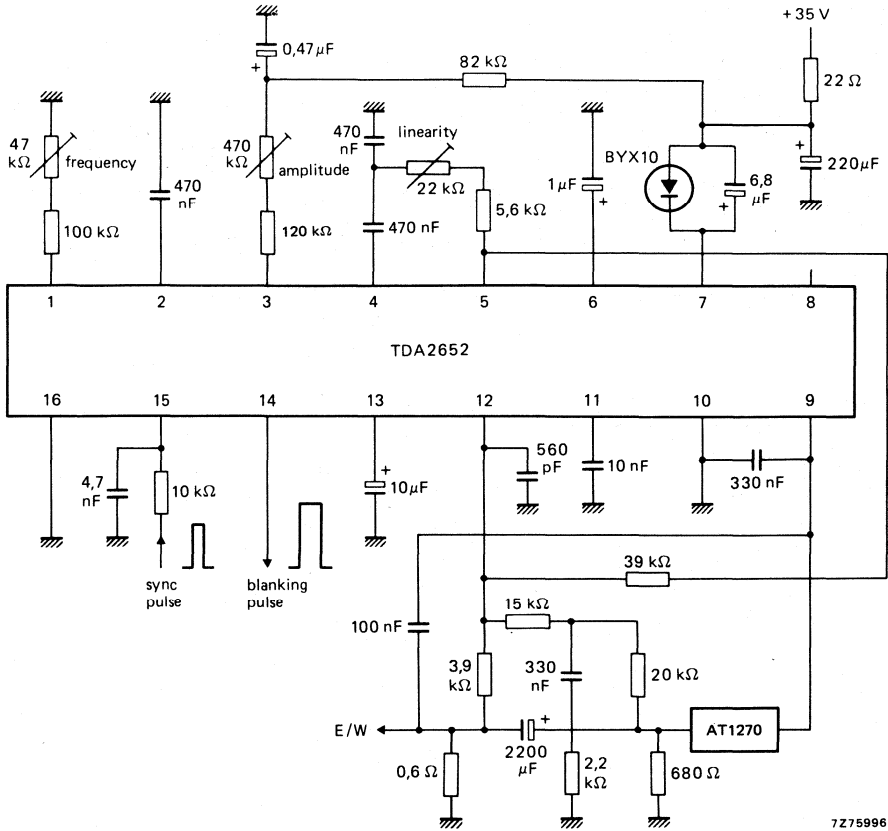 +35 V
0,47 µF
+
82 kΩ
22 Ω
47
kΩ
frequency
470
kΩ
amplitude
470
nF
linearity
22 kΩ
470
nF
1 µF
+
BYX10
6,8
µF
+
+
220 µF
100 kΩ
120 kΩ
470 nF
5,6 kΩ
1
2
3
4
5
6
7
8
TDA2652
16
15
14
13
12
11
10
9
4,7
nF
10 kΩ
+
10 µF
560
pF
10 nF
330 nF
sync
pulse
blanking
pulse
39 kΩ
100 nF
15 kΩ
3,9
kΩ
330
nF
20 kΩ
E/W
+
2200
µF
AT1270
0,6 Ω
2,2
kΩ
680 Ω
7Z75996